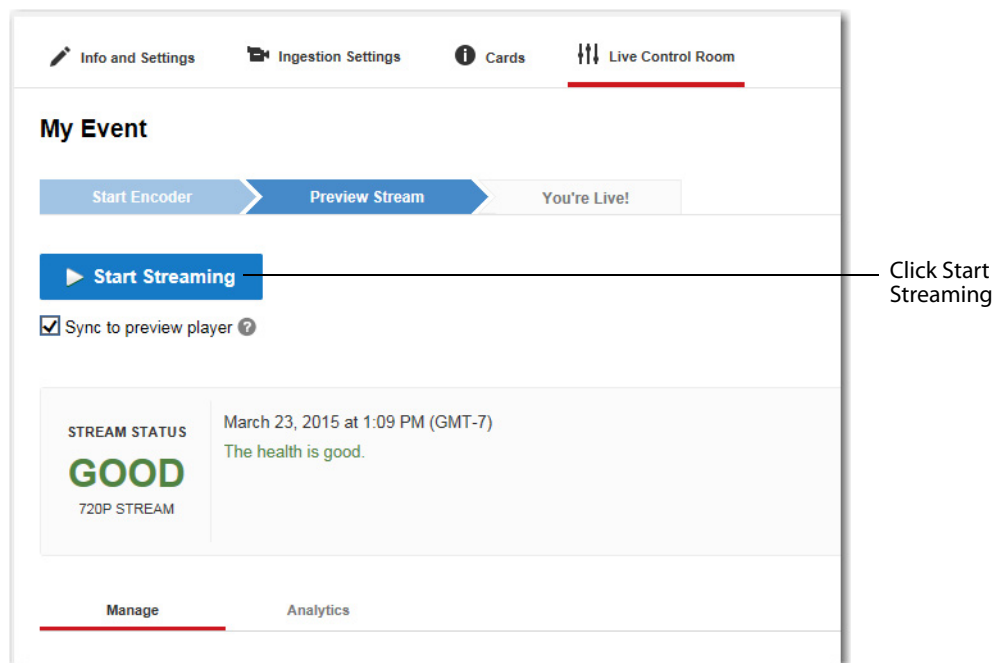 Info and Settings Ingestion Settings Cards Live Control Room
My Event
Start Encoder Preview Stream You're Live!
Start Streaming
Click Start
Streaming
Sync to preview player ?
STREAM STATUS
GOOD
720P STREAM
March 23, 2015 at 1:09 PM (GMT-7)
The health is good.
Manage Analytics